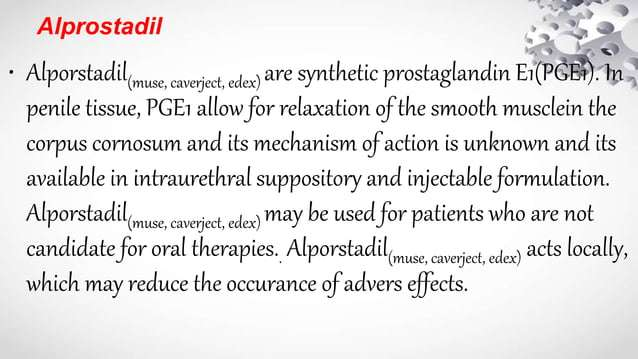 Alprostadil
• Alporstadil(muse, caverject, edex) are synthetic prostaglandin E1(PGE1). In
penile tissue, PGE1 allow for relaxation of the smooth musclein the
corpus cornosum and its mechanism of action is unknown and its
available in intraurethral suppository and injectable formulation.
Alporstadil(muse, caverject, edex) may be used for patients who are not
candidate for oral therapies. . Alporstadil(muse, caverject, edex) acts locally,
which may reduce the occurance of advers effects.